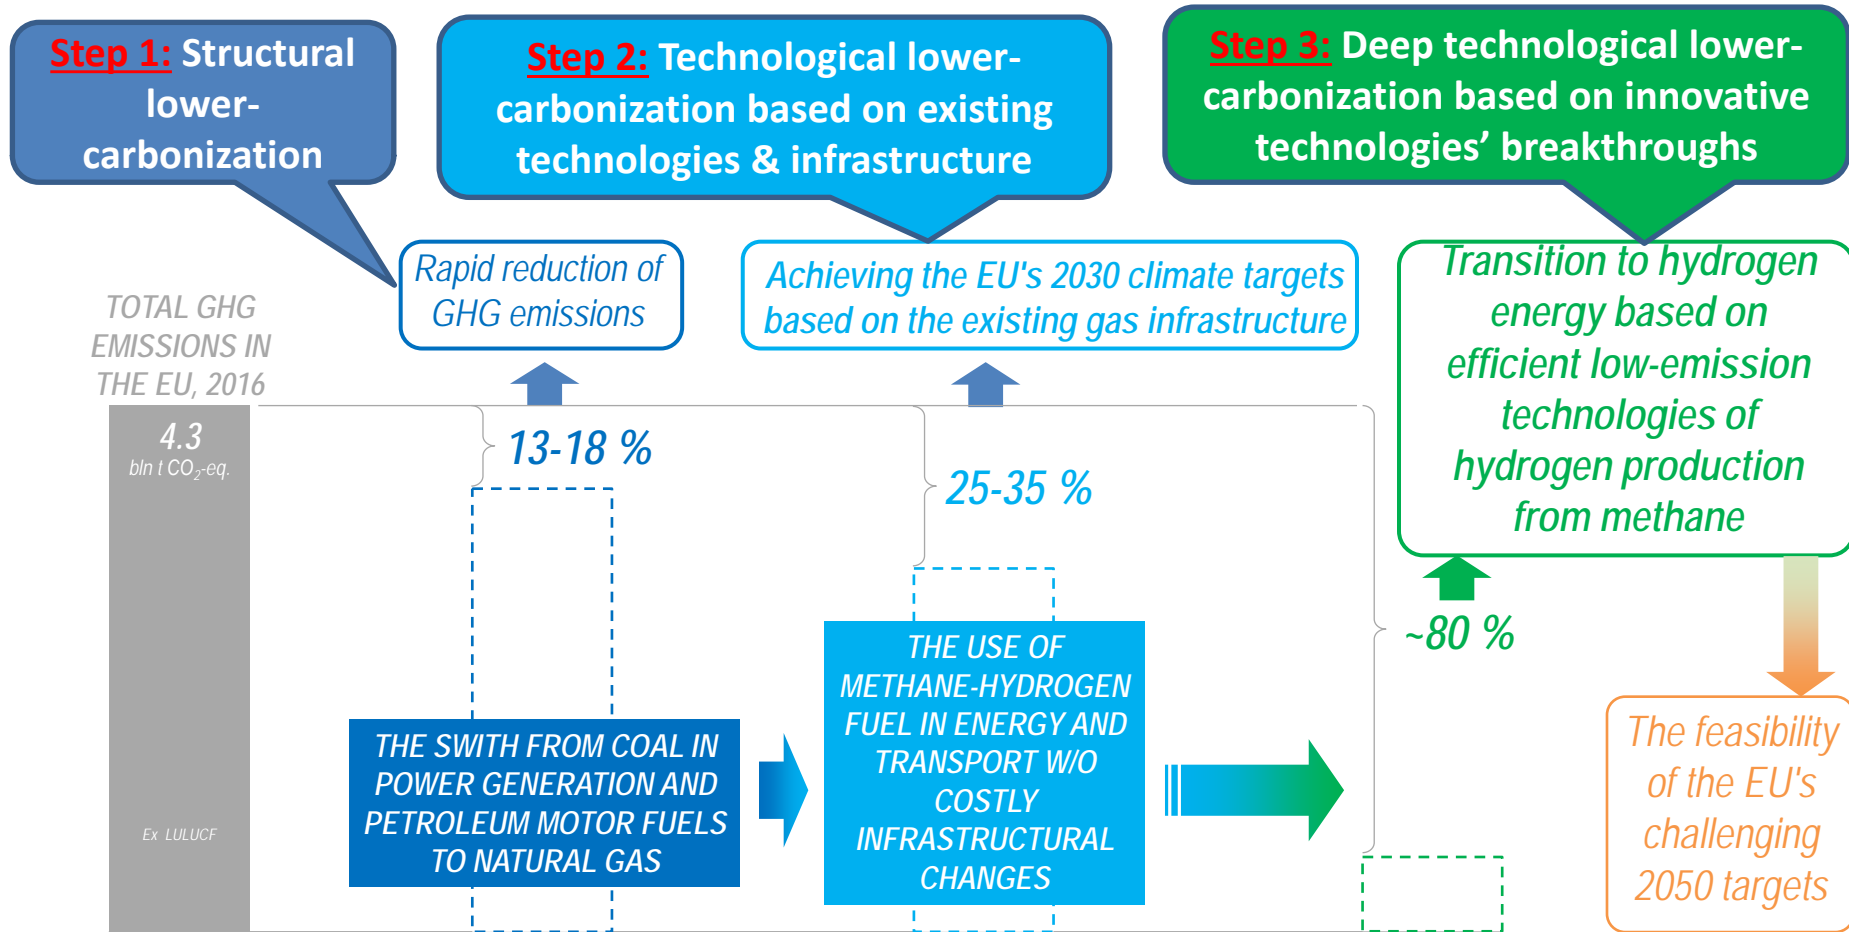 Step 1: Structural
lower-
carbonization
Step 2: Technological lower-
carbonization based on existing
technologies & infrastructure
Step 3: Deep technological lower-
carbonization based on innovative
technologies’ breakthroughs
Rapid reduction of
GHG emissions
Achieving the EU's 2030 climate targets
based on the existing gas infrastructure
Transition to hydrogen
energy based on
efficient low-emission
technologies of
hydrogen production
from methane
TOTAL GHG
EMISSIONS IN
THE EU, 2016
4.3
bln t CO₂-eq.
13-18 %
25-35 %
~80 %
THE USE OF
METHANE-HYDROGEN
FUEL IN ENERGY AND
TRANSPORT W/O
COSTLY
INFRASTRUCTURAL
CHANGES
THE SWITH FROM COAL IN
POWER GENERATION AND
PETROLEUM MOTOR FUELS
TO NATURAL GAS
Ex LULUCF
The feasibility
of the EU's
challenging
2050 targets